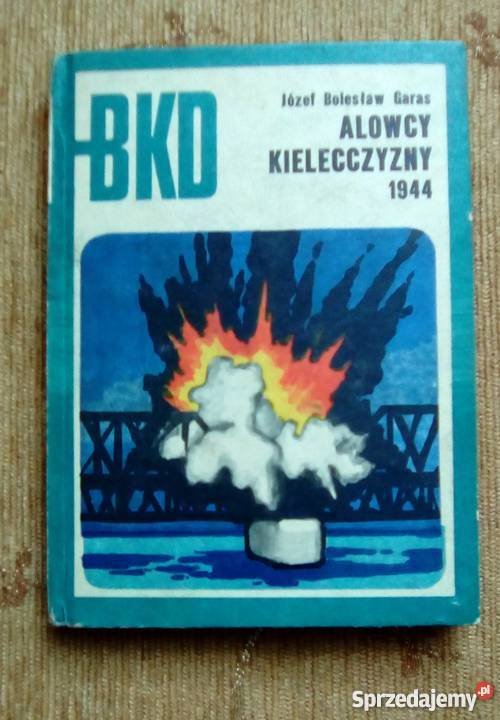 BKD
Józef Bolesław Garas
ALOWCY
KIELECCZYZNY
1944
Sprzedajemy.pl